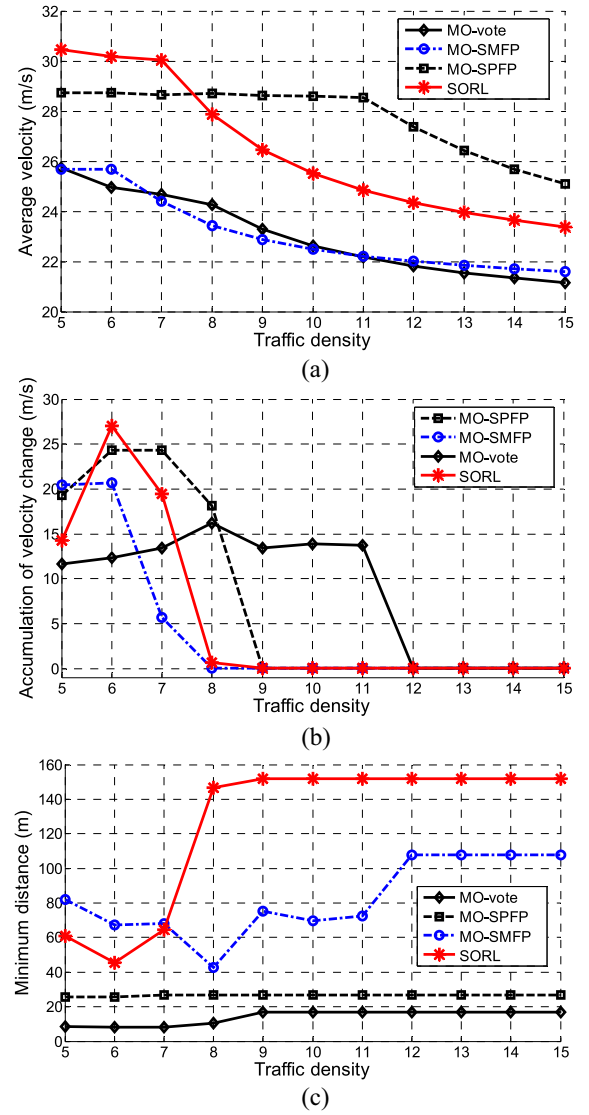 32
30
28
26
24
22
20
Average velocity (m/s)
MO-vote
MO-SMFP
MO-SPFP
SORL
5 6 7 8 9 10 11 12 13 14 15
Traffic density
(a)
30
25
20
15
10
5
0
Accumulation of velocity change (m/s)
MO-SPFP
MO-SMFP
MO-vote
SORL
5 6 7 8 9 10 11 12 13 14 15
Traffic density
(b)
160
140
120
100
80
60
40
20
0
Minimum distance (m)
MO-vote
MO-SPFP
MO-SMFP
SORL
5 6 7 8 9 10 11 12 13 14 15
Traffic density
(c)